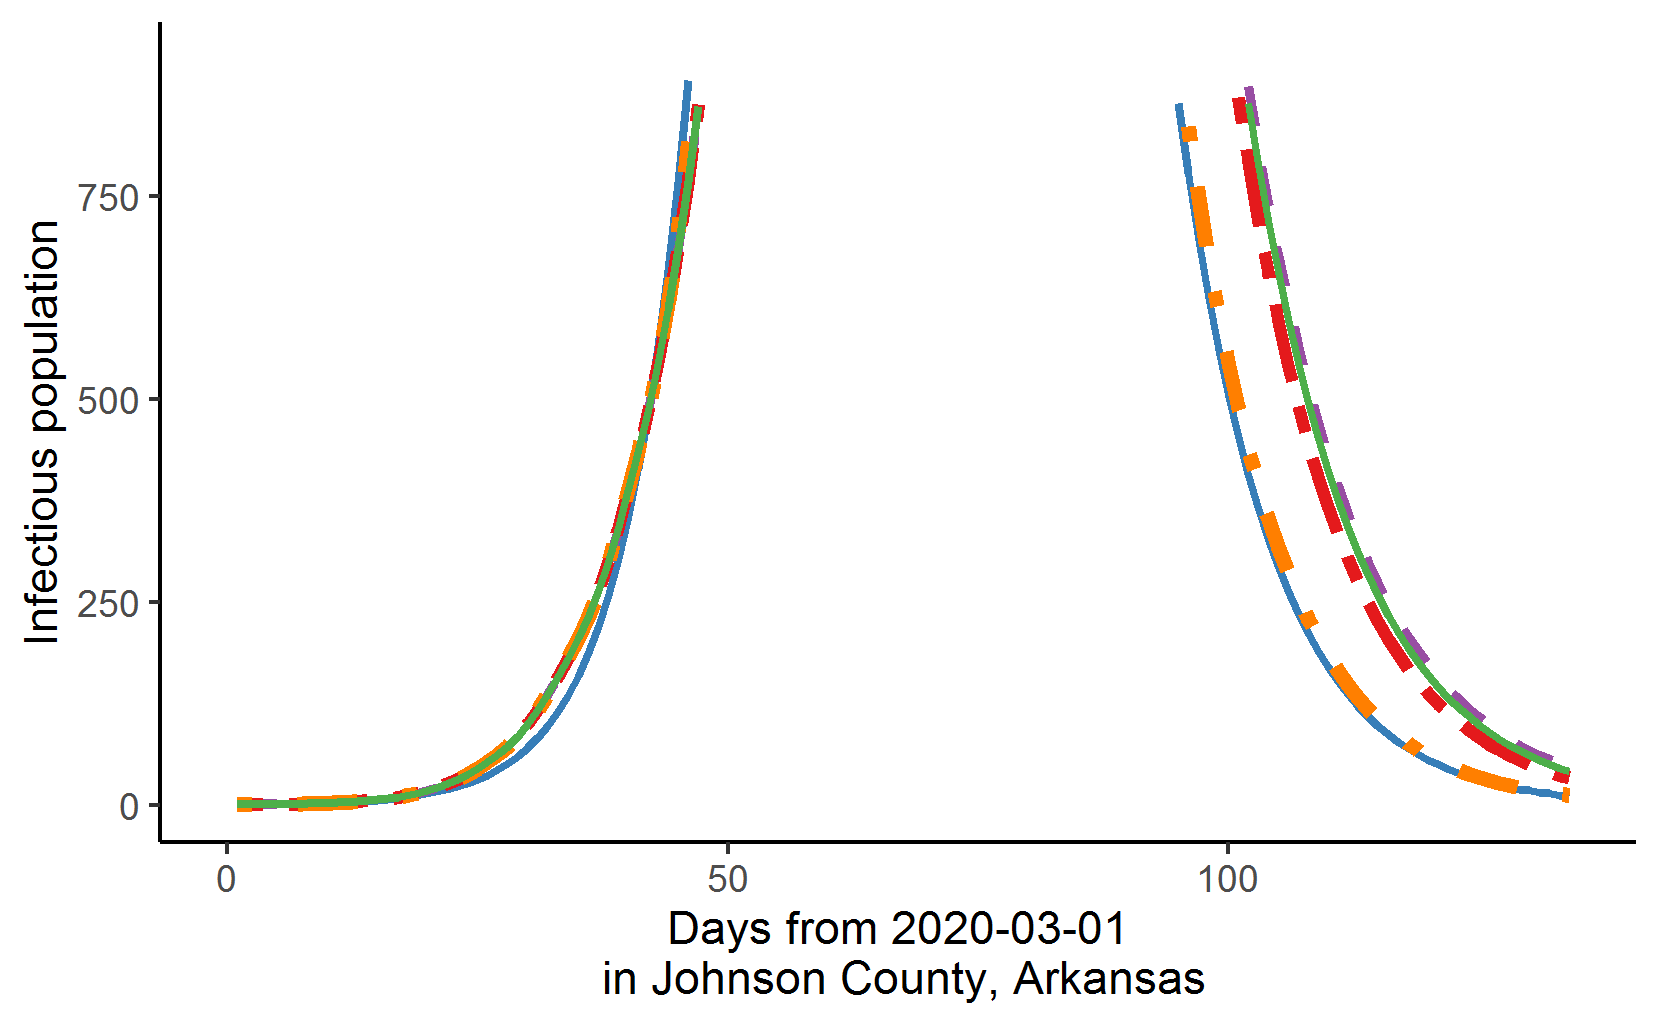 Infectious population
750
500
250
0
0
50
100
Days from 2020-03-01
in Johnson County, Arkansas